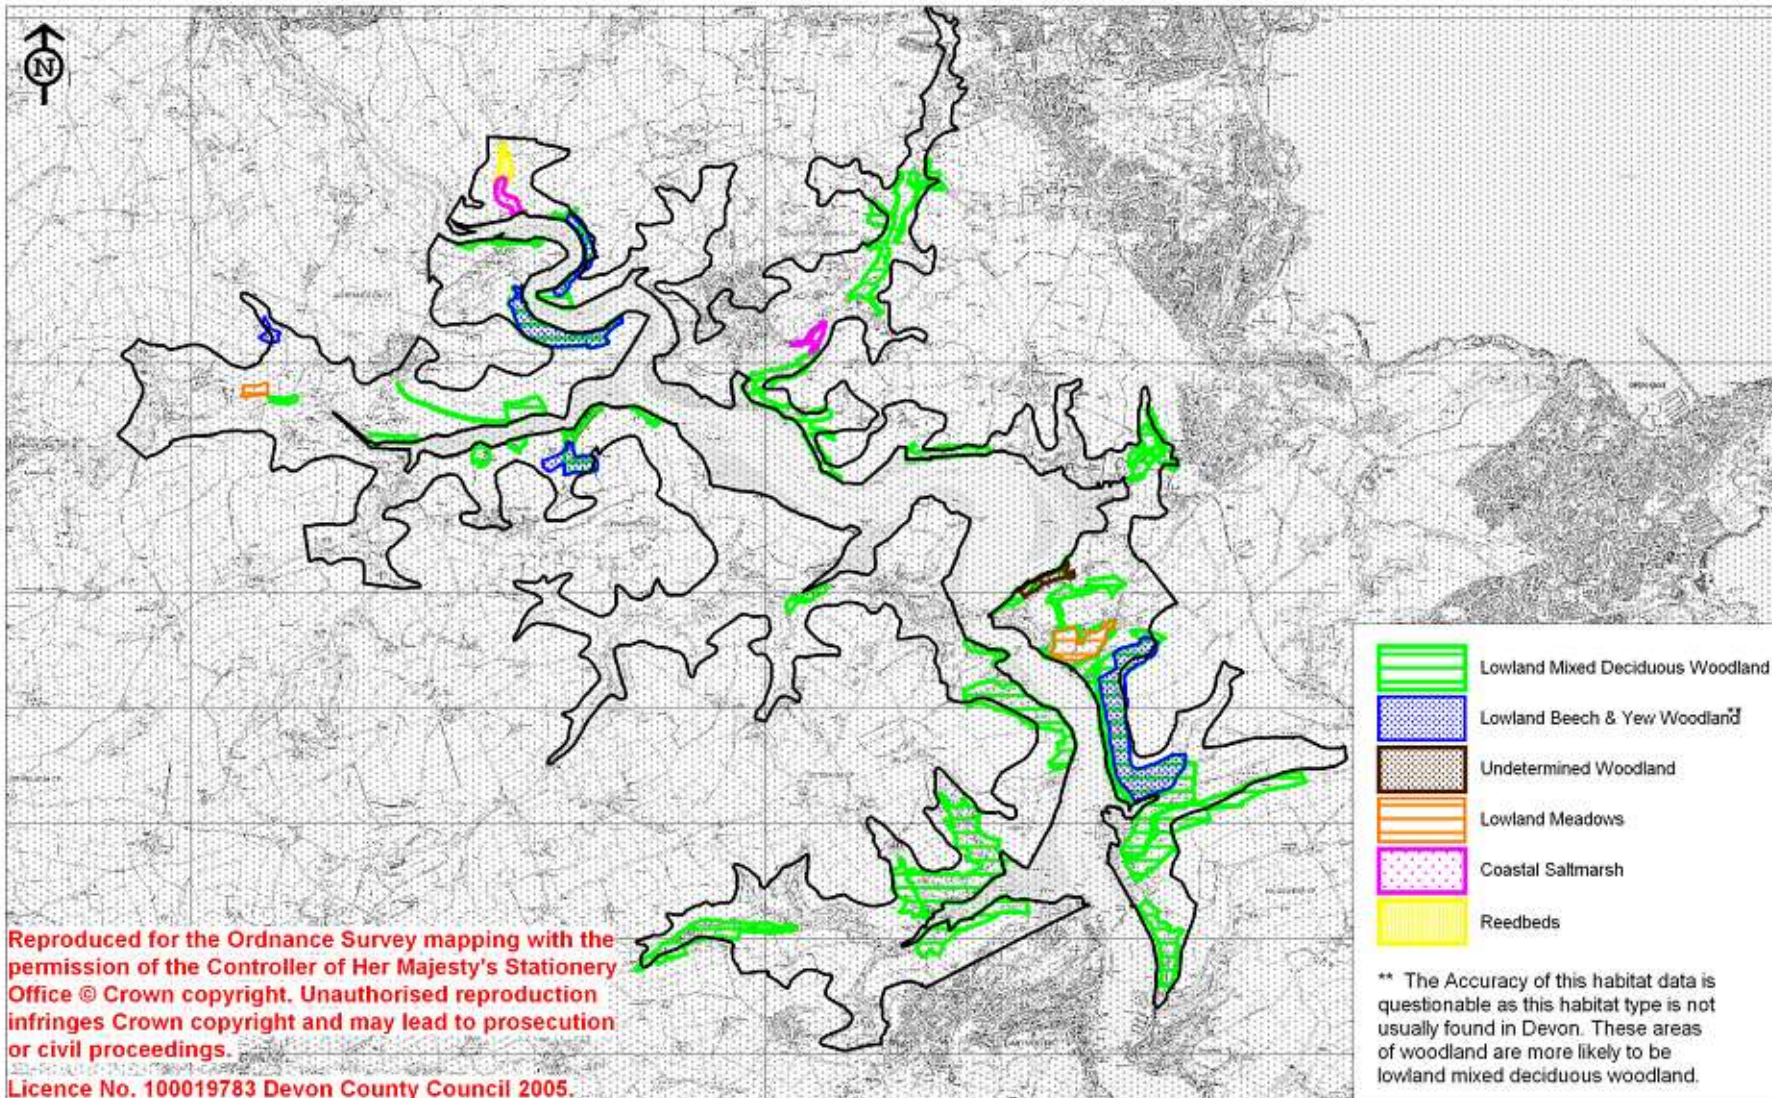 N
Lowland Mixed Deciduous Woodland
Lowland Beech & Yew Woodland**
Undetermined Woodland
Lowland Meadows
Coastal Saltmarsh
Reedbeds
** The Accuracy of this habitat data is
questionable as this habitat type is not
usually found in Devon. These areas
of woodland are more likely to be
lowland mixed deciduous woodland.
Reproduced for the Ordnance Survey mapping with the
permission of the Controller of Her Majesty's Stationery
Office © Crown copyright. Unauthorised reproduction
infringes Crown copyright and may lead to prosecution
or civil proceedings.
Licence No. 100019783 Devon County Council 2005.